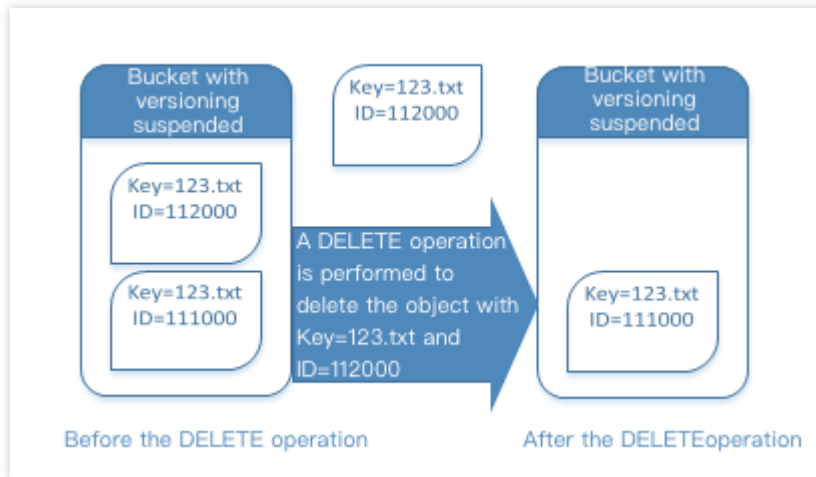 Bucket with
versioning
suspended
Key=123.txt
ID=112000
Key=123.txt
ID=111000
Key=123.txt
ID=112000
A DELETE operation
is performed to
delete the object with
Key=123.txt and
ID=112000
Bucket with
versioning
suspended
Key=123.txt
ID=111000
Before the DELETE operation
After the DELETEoperation